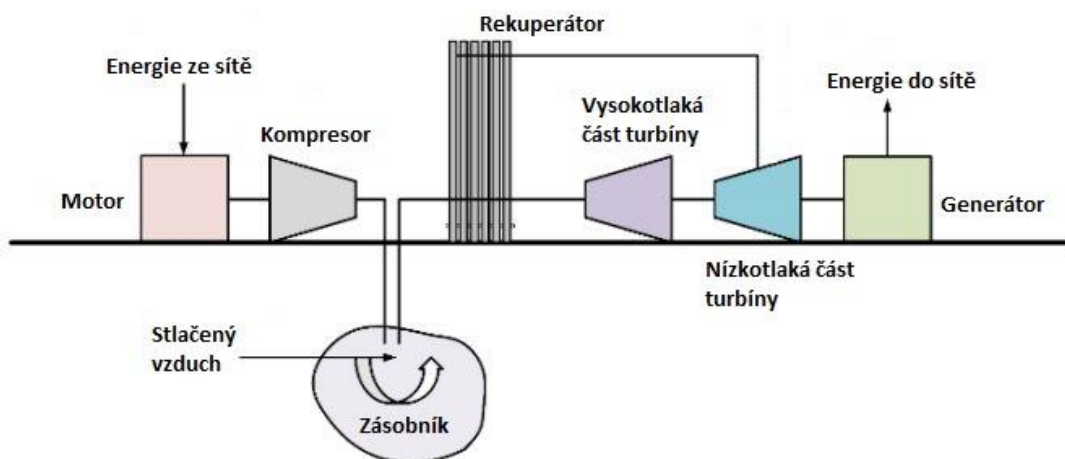 Rekuperátor
Energie ze sítě
Energie do sítě
Vysokotlaká
část turbíny
Kompresor
Motor
Generátor
Nízkotlaká část
turbíny
Stlačený
vzduch
Zásobník